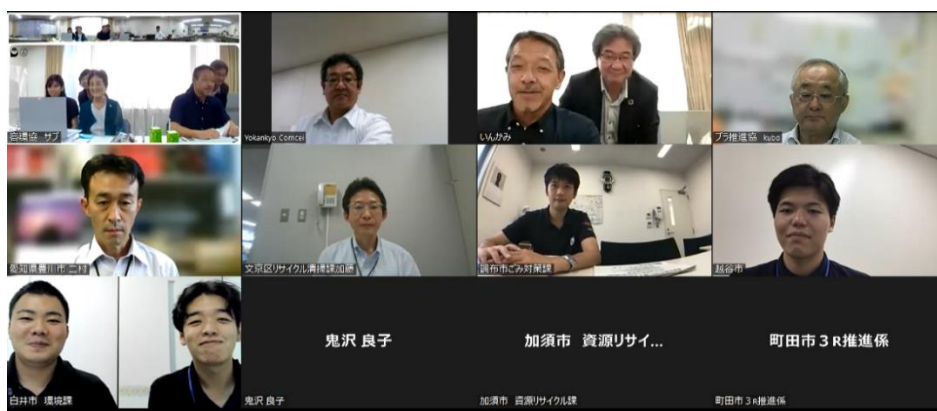 容環協 サブ
Yokankyo Comcei
いんかみ
プラ推進協 kubo
愛知県豊川市 二村
文京区リサイクル清掃課加藤
調布市ごみ対策課
越谷市
白井市 環境課
鬼沢 良子
鬼沢 良子
加須市 資源リサイ...
加須市 資源リサイクル課
町田市３R推進係
町田市３R推進係